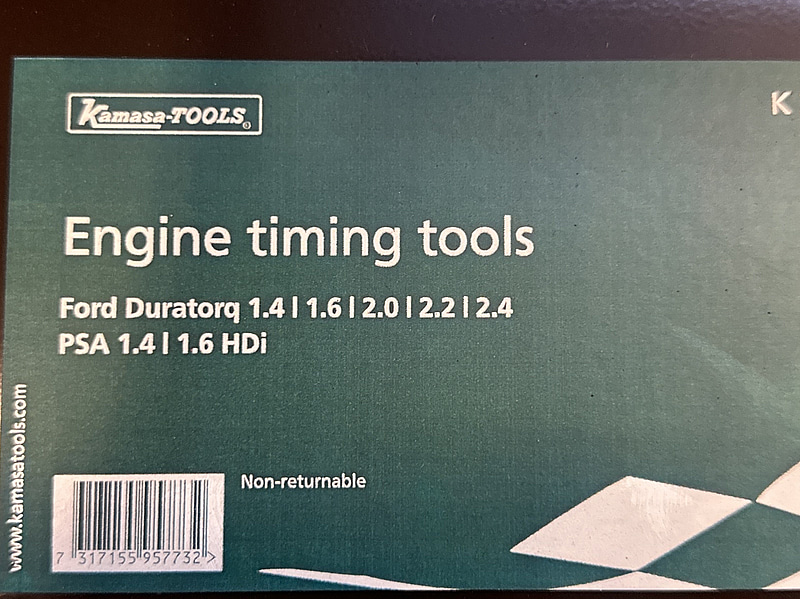 Kamasa-TOOLS®
K
Engine timing tools
Ford Duratorq 1.4 | 1.6 | 2.0 | 2.2 | 2.4
PSA 1.4 | 1.6 HDi
www.kamasatools.com
Non-returnable
7 317155 957732 >